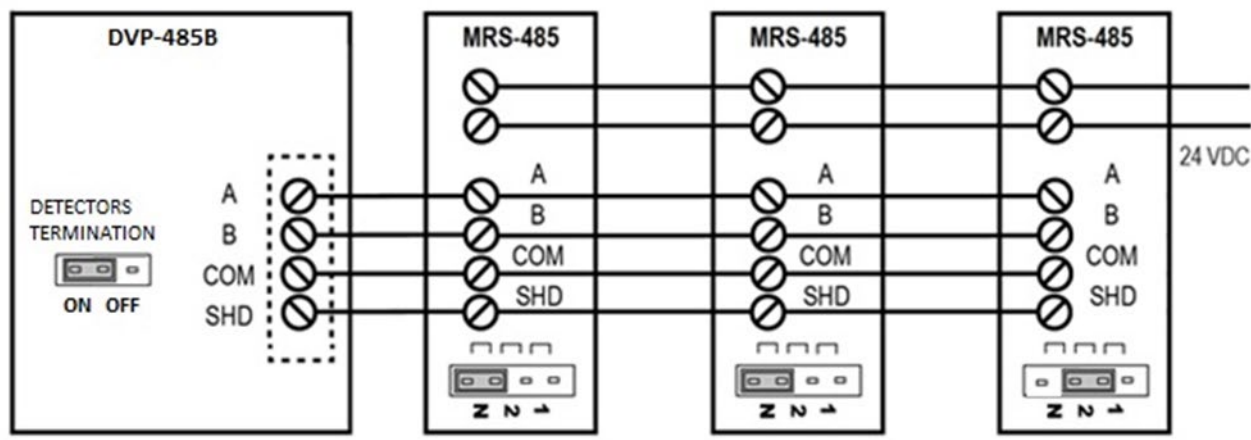 DVP-485B
DETECTORS
TERMINATION
ON OFF
A
B
COM
SHD
MRS-485
A
B
COM
SHD
N 2 1
MRS-485
A
B
COM
SHD
N 2 1
MRS-485
24 VDC
A
B
COM
SHD
N 2 1